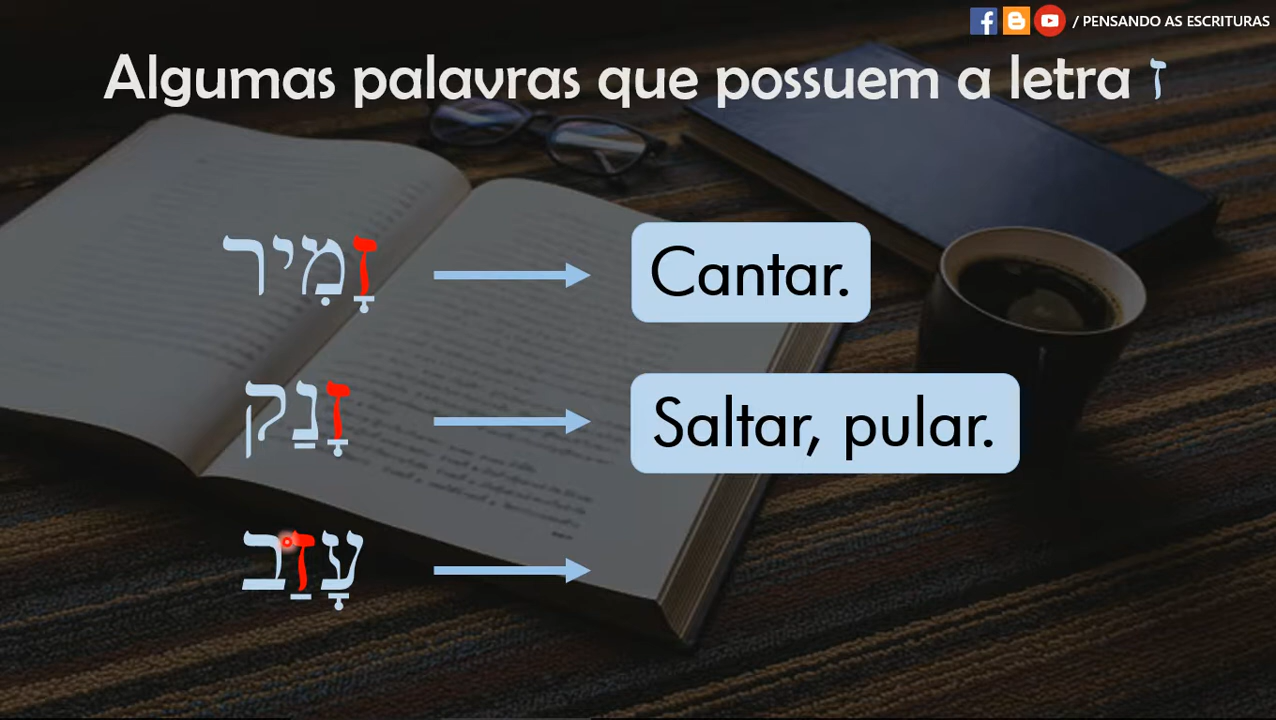 / PENSANDO AS ESCRITURAS
Algumas palavras que possuem a letra ז
זָמִיר
Cantar.
זָנַק
Saltar, pular.
עָזַב